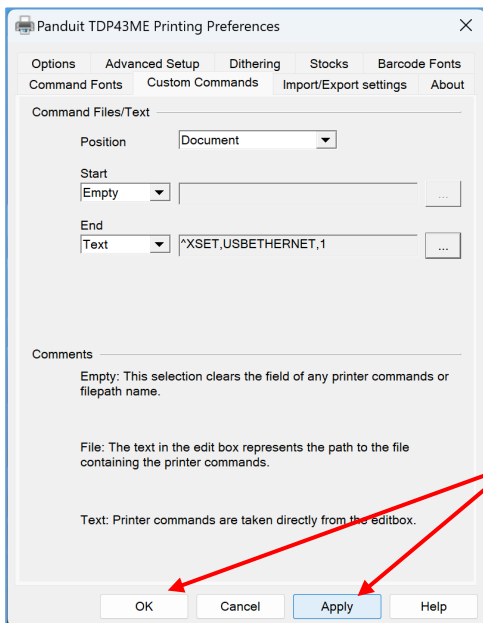 Panduit TDP43ME Printing Preferences
Options Advanced Setup Dithering Stocks Barcode Fonts
Command Fonts Custom Commands Import/Export settings About
Command Files/Text
Position Document
Start
Empty ...
End
Text ^XSET,USBETHERNET,1 ...
Comments
Empty: This selection clears the field of any printer commands or
filepath name.
File: The text in the edit box represents the path to the file
containing the printer commands.
Text: Printer commands are taken directly from the editbox.
OK Cancel Apply Help